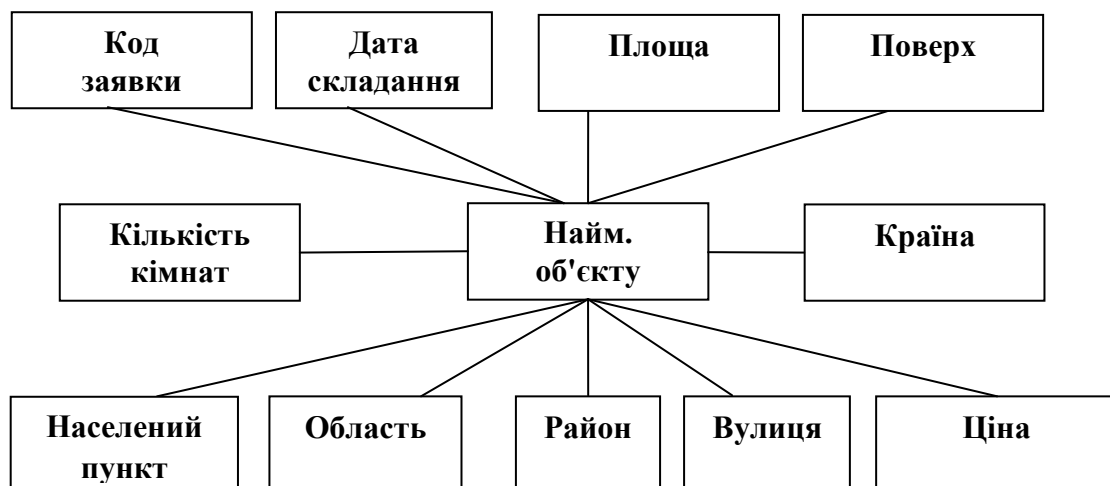 Код
заявки
Дата
складання
Площа
Поверх
Кількість
кімнат
Найм.
об'єкту
Країна
Населений
пункт
Область
Район
Вулиця
Ціна